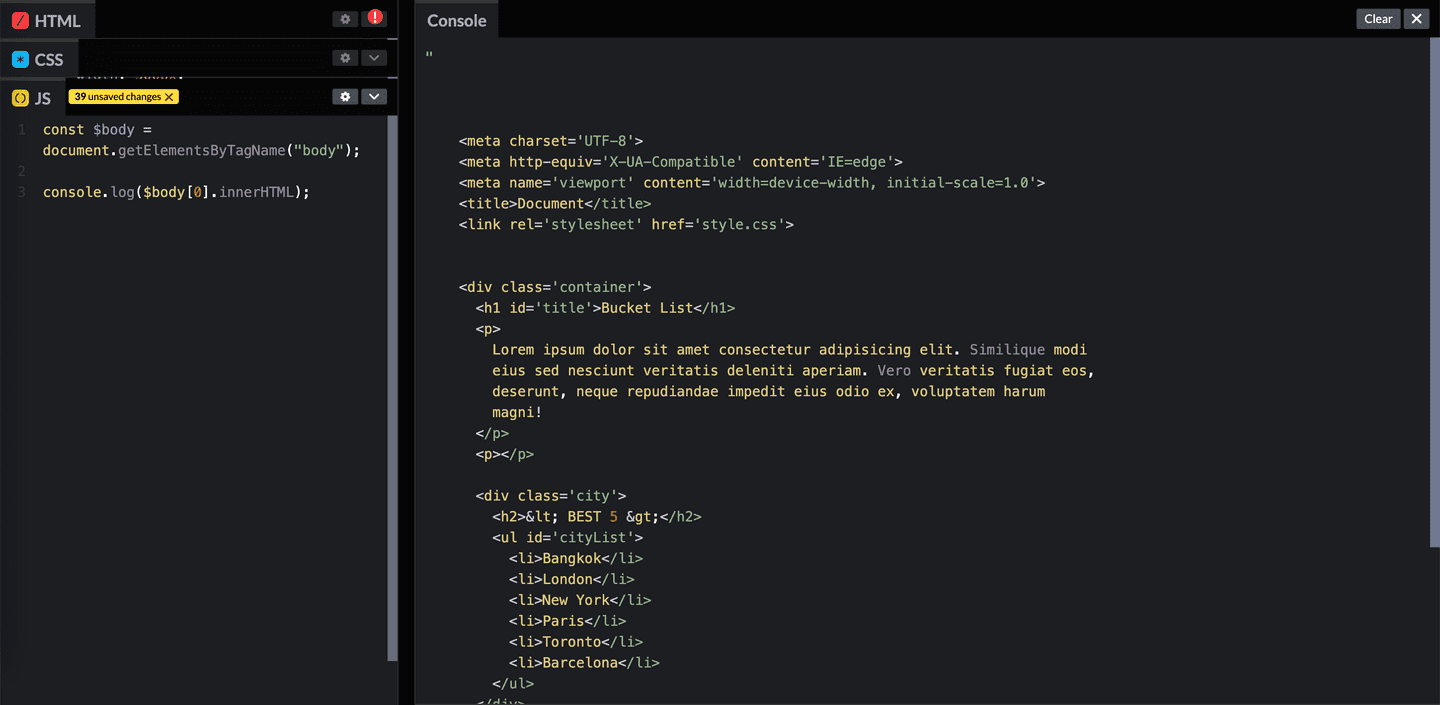 HTML
CSS
JS
39 unsaved changes
1 const $body =
document.getElementsByTagName("body");
2
3 console.log($body[0].innerHTML);
Console
Clear
"
<meta charset='UTF-8'>
<meta http-equiv='X-UA-Compatible' content='IE=edge'>
<meta name='viewport' content='width=device-width, initial-scale=1.0'>
<title>Document</title>
<link rel='stylesheet' href='style.css'>
<div class='container'>
<h1 id='title'>Bucket List</h1>
<p>
Lorem ipsum dolor sit amet consectetur adipisicing elit. Similique modi
eius sed nesciunt veritatis deleniti aperiam. Vero veritatis fugiat eos,
deserunt, neque repudiandae impedit eius odio ex, voluptatem harum
magni!
</p>
<p></p>
<div class='city'>
<h2>&lt; BEST 5 &gt;</h2>
<ul id='cityList'>
<li>Bangkok</li>
<li>London</li>
<li>New York</li>
<li>Paris</li>
<li>Toronto</li>
<li>Barcelona</li>
</ul>
</div>